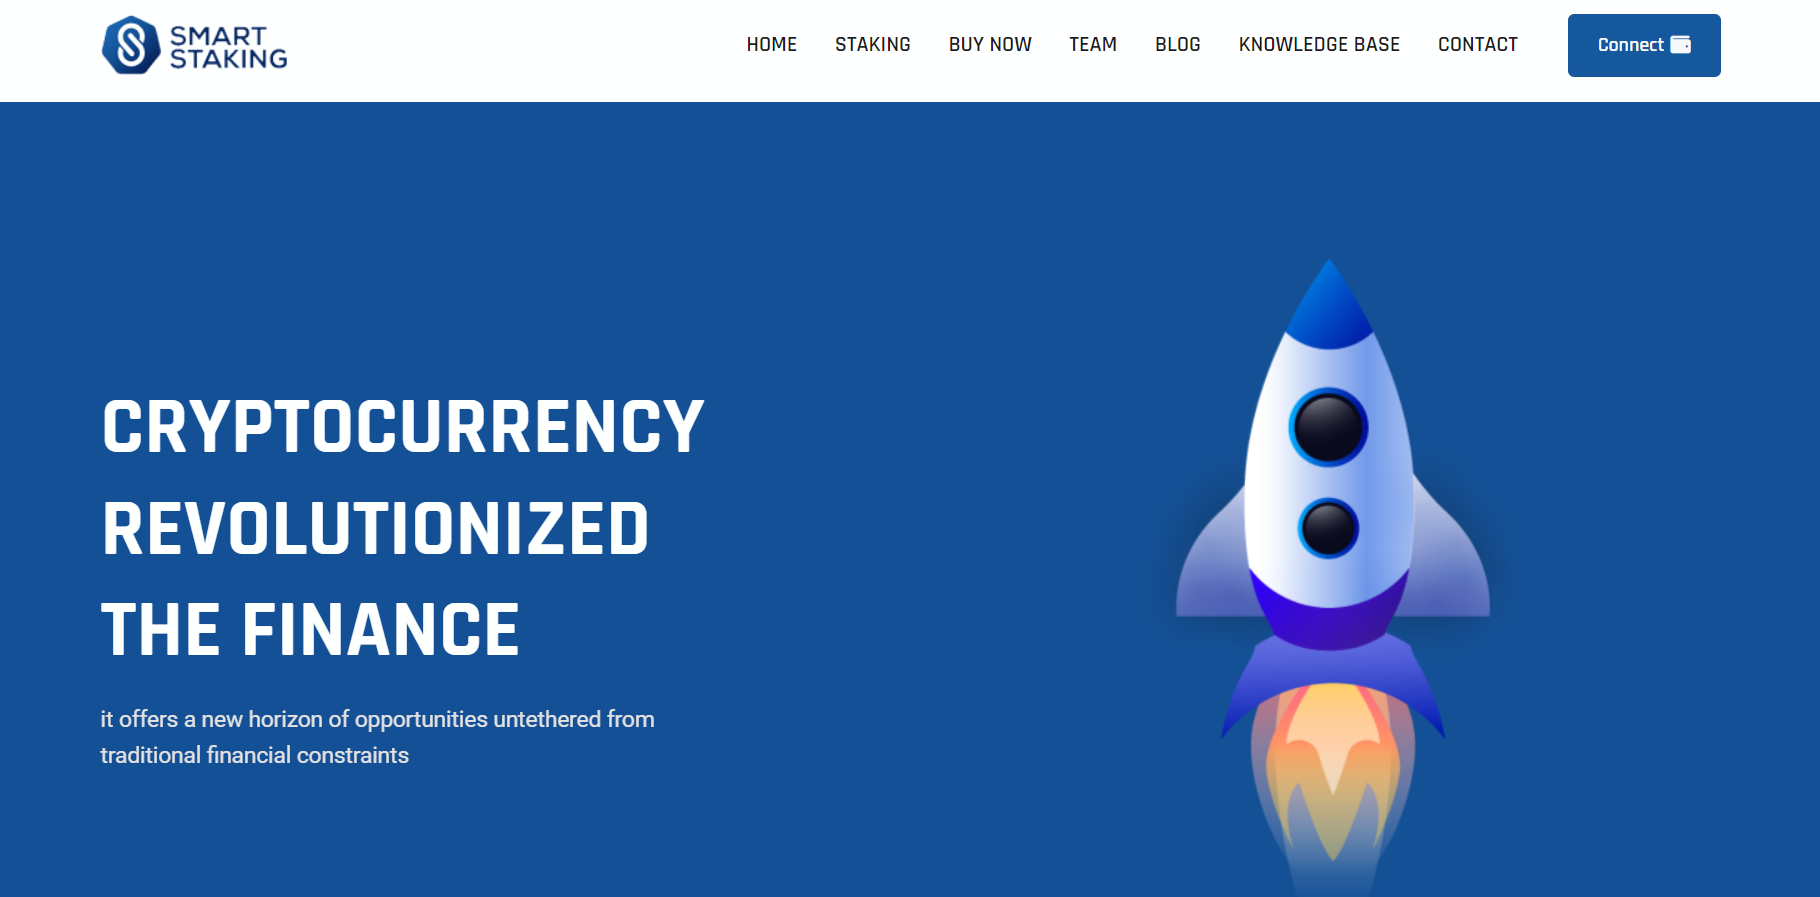 SMART
STAKING
HOME STAKING BUY NOW TEAM BLOG KNOWLEDGE BASE CONTACT Connect
CRYPTOCURRENCY
REVOLUTIONIZED
THE FINANCE
it offers a new horizon of opportunities untethered from
traditional financial constraints